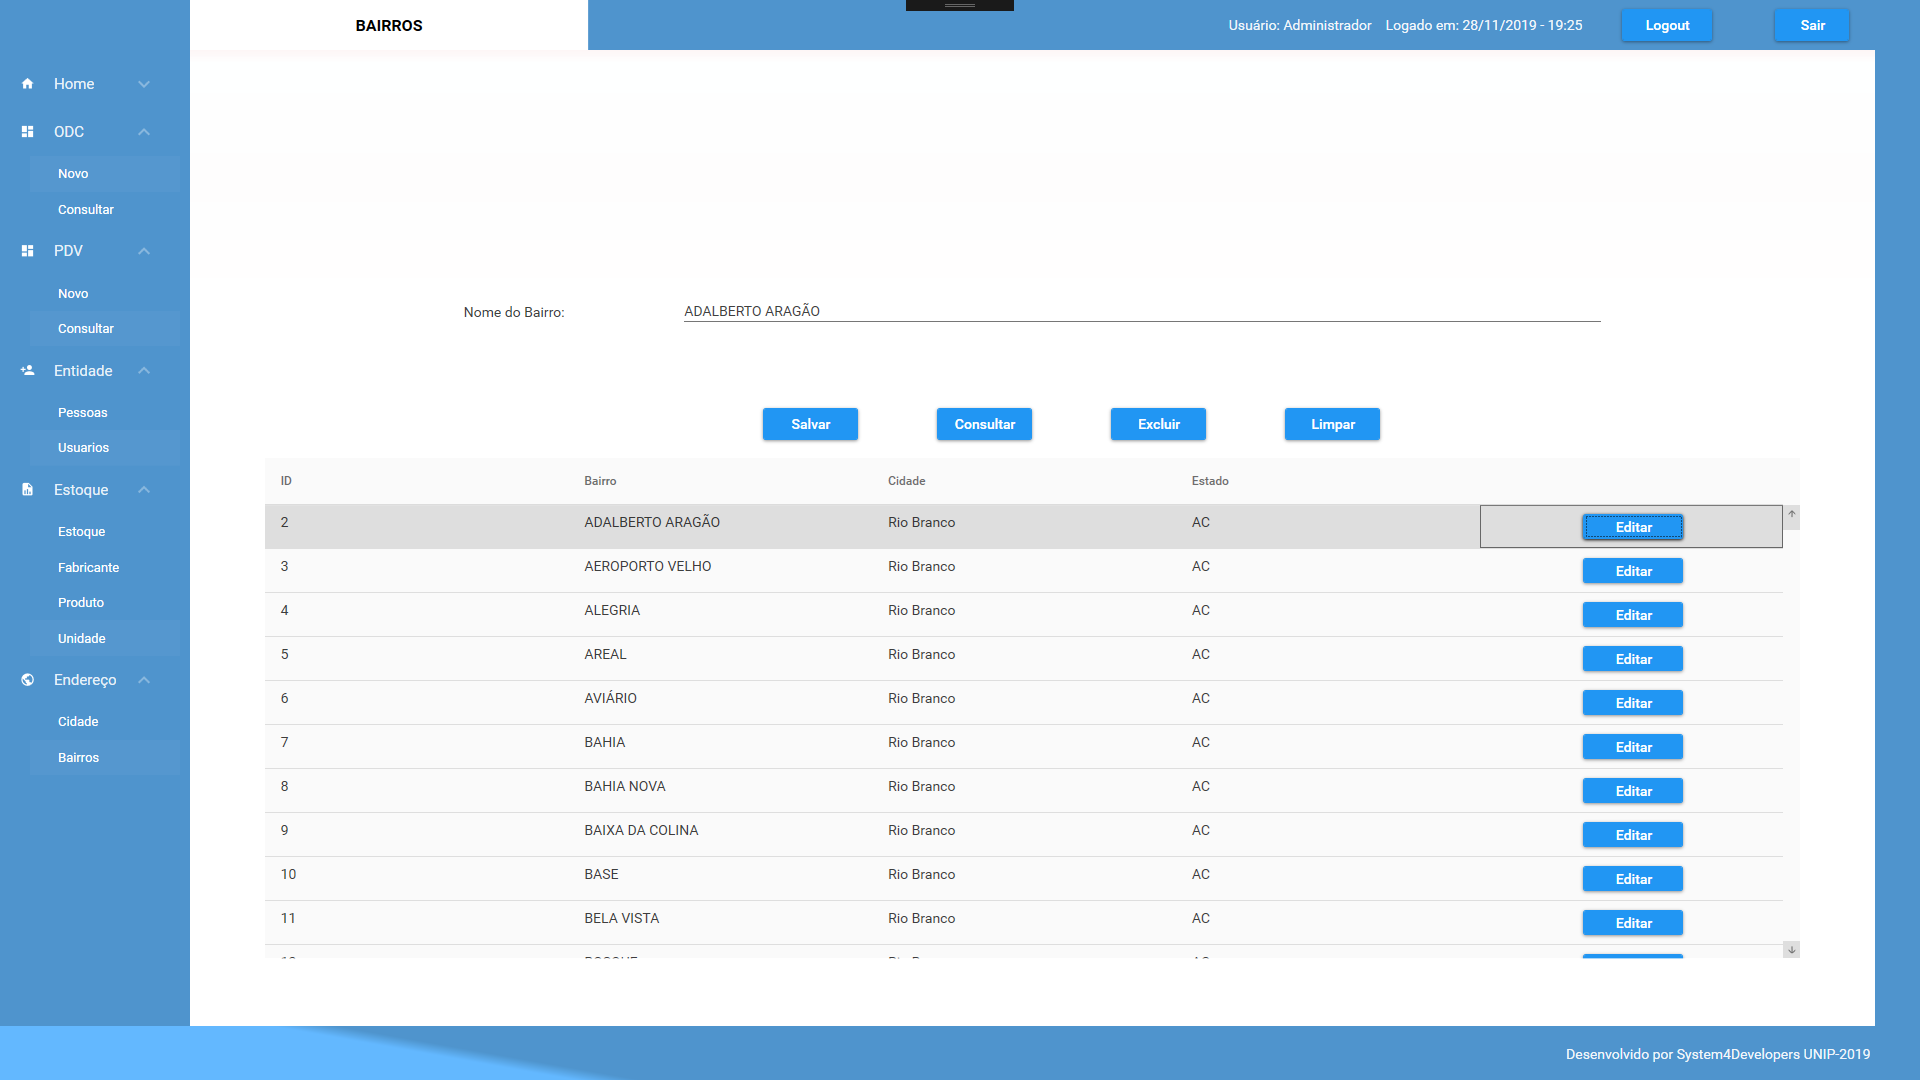 BAIRROS
Usuário: Administrador Logado em: 28/11/2019 - 19:25 Logout Sair
Home
ODC
Novo
Consultar
PDV
Novo
Consultar
Entidade
Pessoas
Usuarios
Estoque
Estoque
Fabricante
Produto
Unidade
Endereço
Cidade
Bairros
Nome do Bairro: ADALBERTO ARAGÃO
Salvar Consultar Excluir Limpar
ID Bairro Cidade Estado
2 ADALBERTO ARAGÃO Rio Branco AC Editar
3 AEROPORTO VELHO Rio Branco AC Editar
4 ALEGRIA Rio Branco AC Editar
5 AREAL Rio Branco AC Editar
6 AVIÁRIO Rio Branco AC Editar
7 BAHIA Rio Branco AC Editar
8 BAHIA NOVA Rio Branco AC Editar
9 BAIXA DA COLINA Rio Branco AC Editar
10 BASE Rio Branco AC Editar
11 BELA VISTA Rio Branco AC Editar
Desenvolvido por System4Developers UNIP-2019